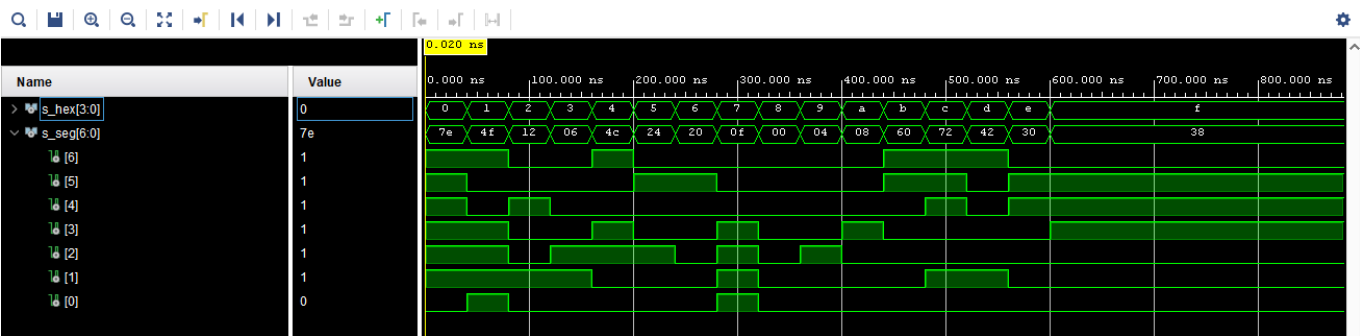 0.020 ns
Name Value 0.000 ns 100.000 ns 200.000 ns 300.000 ns 400.000 ns 500.000 ns 600.000 ns 700.000 ns 800.000 ns
s_hex[3:0] 0 0 1 2 3 4 5 6 7 8 9 a b c d e f
s_seg[6:0] 7e 7e 4f 12 06 4c 24 20 0f 00 04 08 60 72 42 30 38
[6] 1
[5] 1
[4] 1
[3] 1
[2] 1
[1] 1
[0] 0